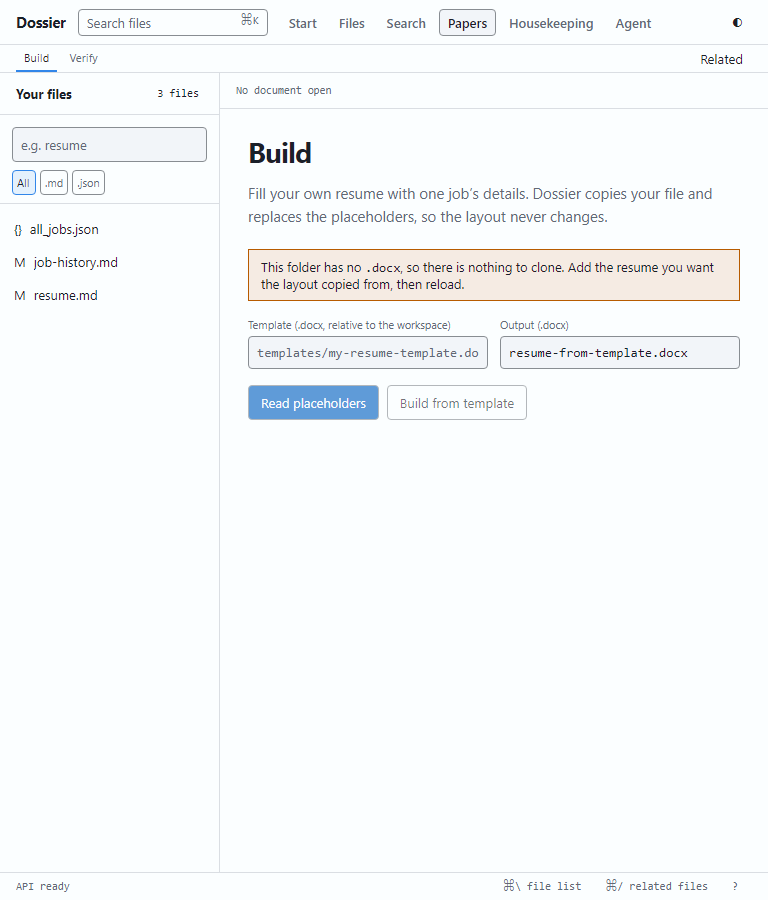 Dossier
Search files ⌘K
Start Files Search Papers Housekeeping Agent
Build Verify
Related
Your files 3 files
e.g. resume
All .md .json
{} all_jobs.json
M job-history.md
M resume.md
No document open
Build
Fill your own resume with one job’s details. Dossier copies your file and
replaces the placeholders, so the layout never changes.
This folder has no .docx, so there is nothing to clone. Add the resume you want
the layout copied from, then reload.
Template (.docx, relative to the workspace) Output (.docx)
templates/my-resume-template.do resume-from-template.docx
Read placeholders Build from template
API ready
⌘\ file list ⌘/ related files ?